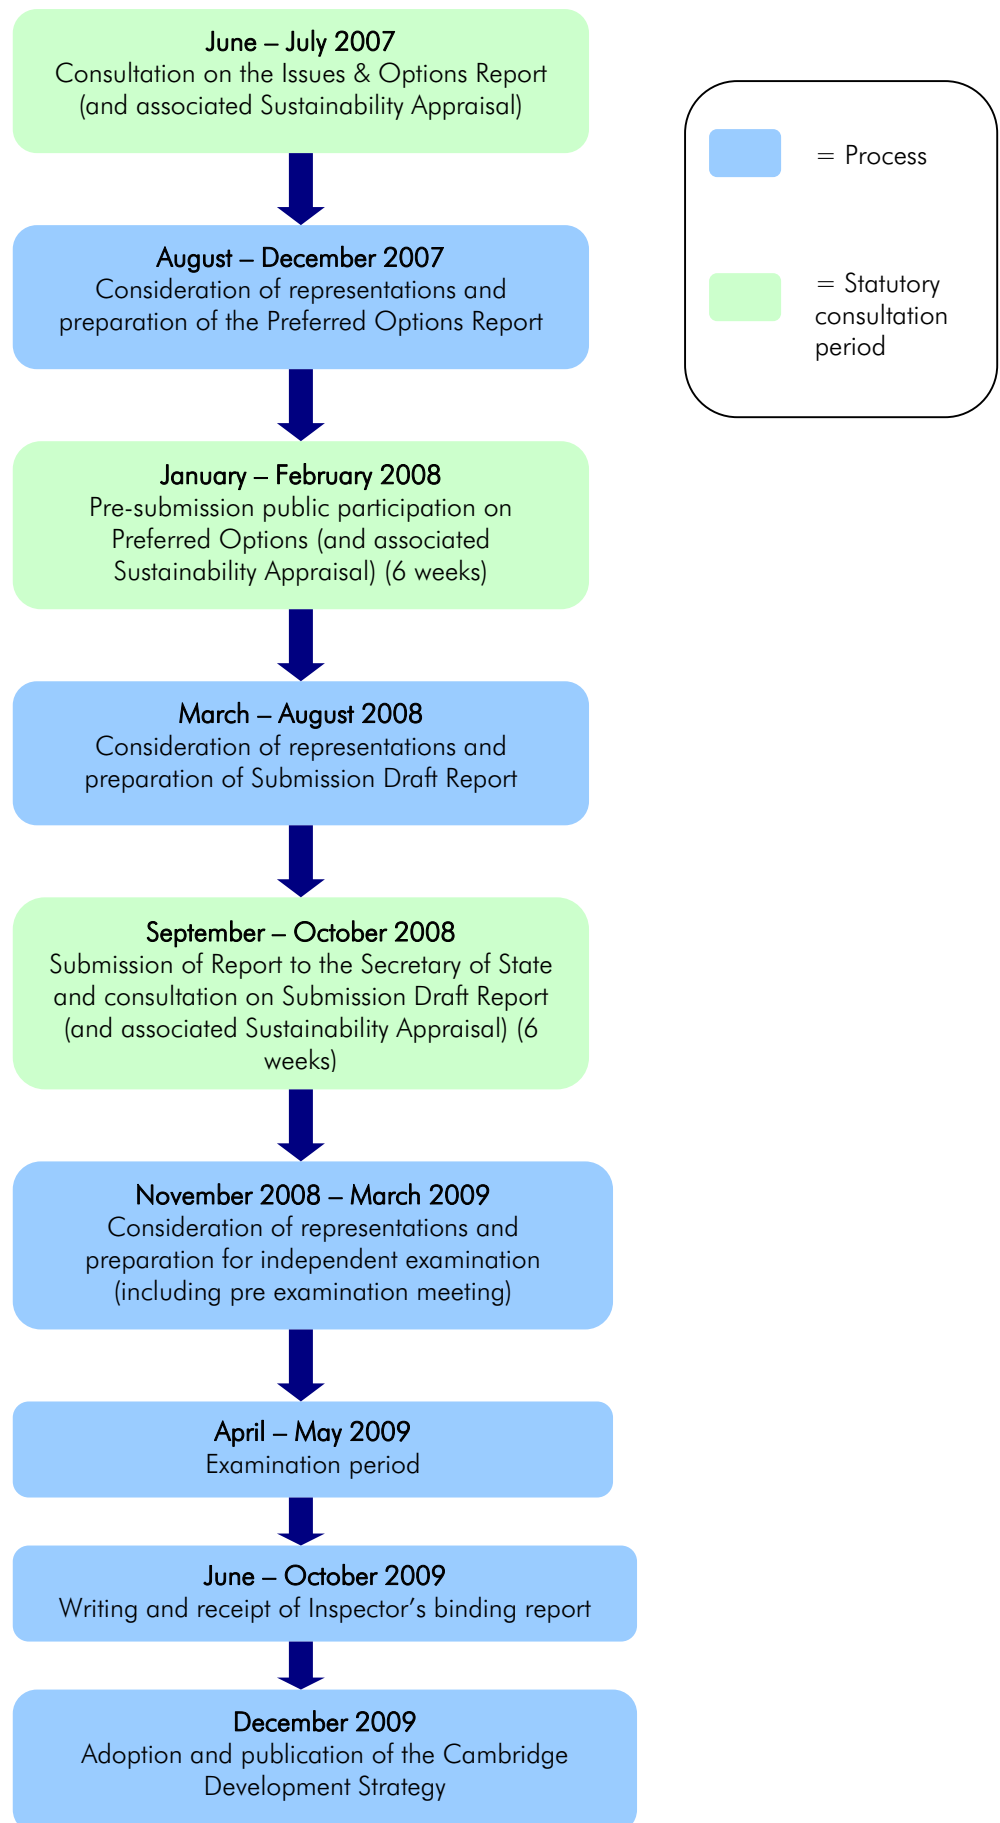 June – July 2007
Consultation on the Issues & Options Report
(and associated Sustainability Appraisal)
= Process
= Statutory
consultation
period
August – December 2007
Consideration of representations and
preparation of the Preferred Options Report
January – February 2008
Pre-submission public participation on
Preferred Options (and associated
Sustainability Appraisal) (6 weeks)
March – August 2008
Consideration of representations and
preparation of Submission Draft Report
September – October 2008
Submission of Report to the Secretary of State
and consultation on Submission Draft Report
(and associated Sustainability Appraisal) (6
weeks)
November 2008 – March 2009
Consideration of representations and
preparation for independent examination
(including pre examination meeting)
April – May 2009
Examination period
June – October 2009
Writing and receipt of Inspector’s binding report
December 2009
Adoption and publication of the Cambridge
Development Strategy